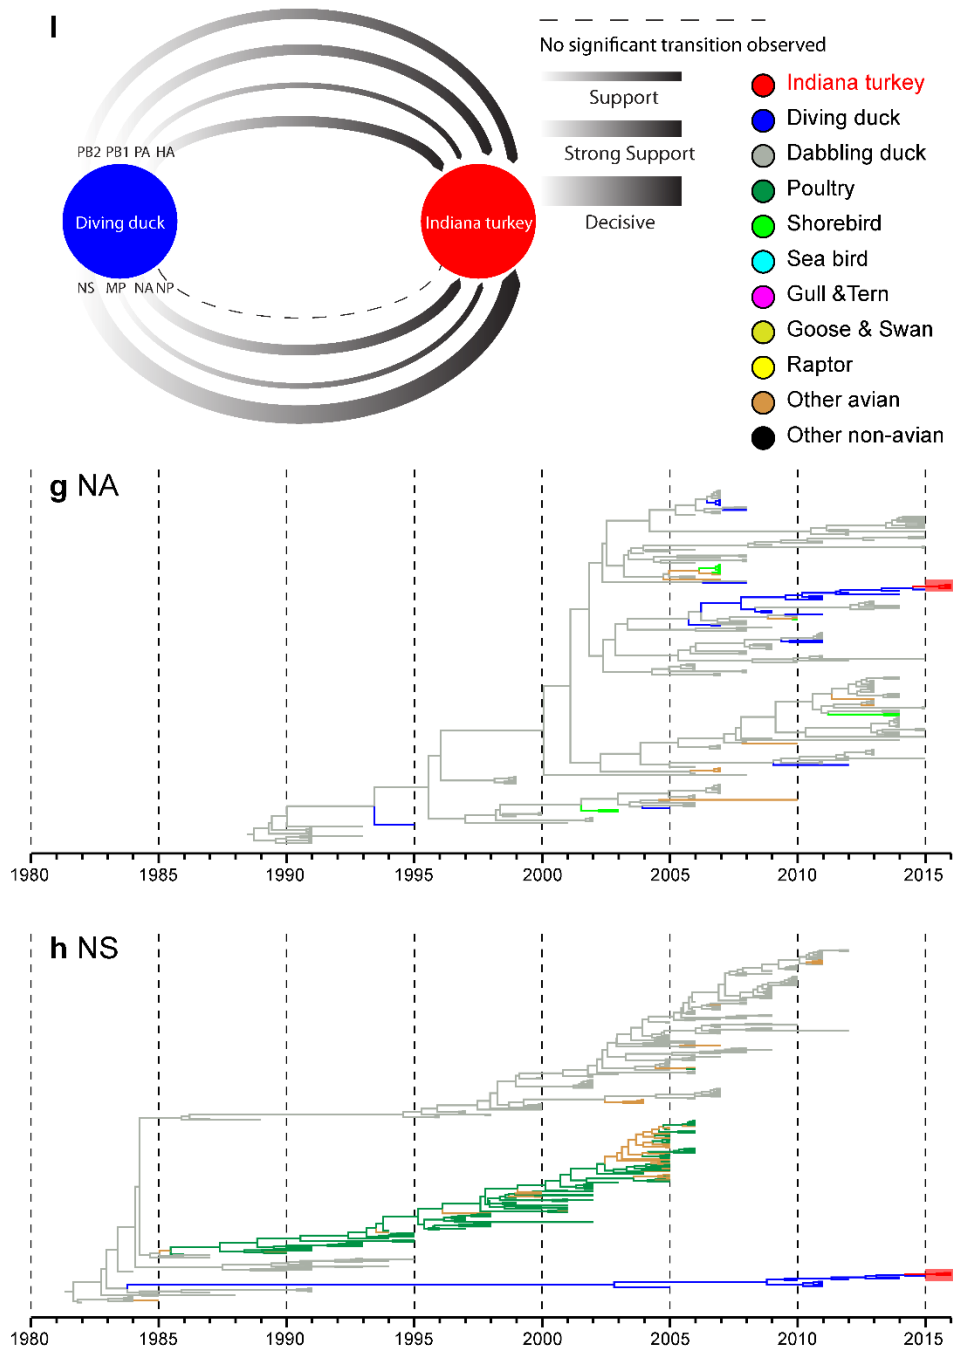 I
No significant transition observed
Support
Strong Support
Decisive
PB2 PB1 PA HA
Diving duck
Indiana turkey
NS MP NA NP
Indiana turkey
Diving duck
Dabbling duck
Poultry
Shorebird
Sea bird
Gull &Tern
Goose & Swan
Raptor
Other avian
Other non-avian
g NA
1980 1985 1990 1995 2000 2005 2010 2015
h NS
1980 1985 1990 1995 2000 2005 2010 2015